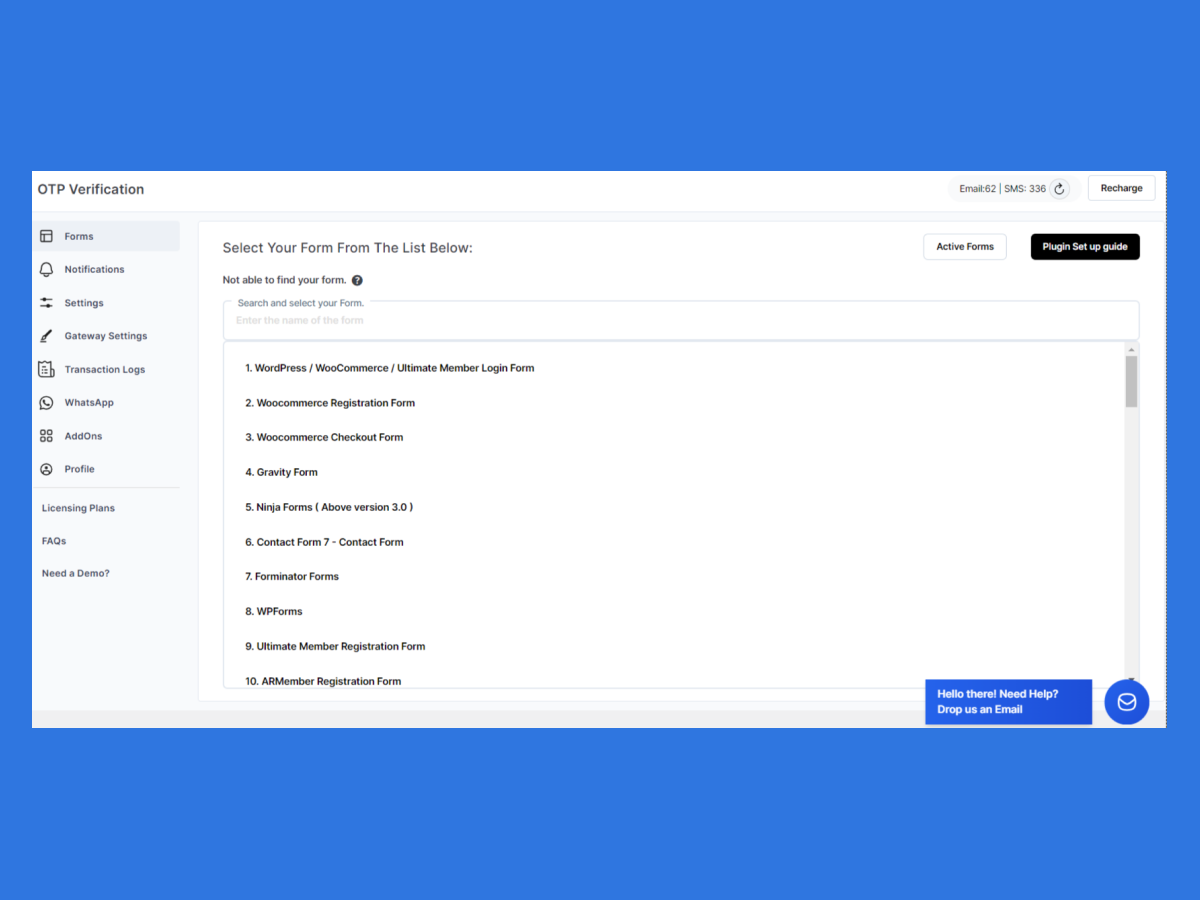 OTP Verification
Email:62 | SMS: 336
Recharge
Forms
Notifications
Settings
Gateway Settings
Transaction Logs
WhatsApp
AddOns
Profile
Licensing Plans
FAQs
Need a Demo?
Select Your Form From The List Below:
Active Forms
Plugin Set up guide
Not able to find your form. ?
Search and select your Form.
Enter the name of the form
1. WordPress / WooCommerce / Ultimate Member Login Form
2. Woocommerce Registration Form
3. Woocommerce Checkout Form
4. Gravity Form
5. Ninja Forms ( Above version 3.0 )
6. Contact Form 7 - Contact Form
7. Forminator Forms
8. WPForms
9. Ultimate Member Registration Form
10. ARMember Registration Form
Hello there! Need Help?
Drop us an Email